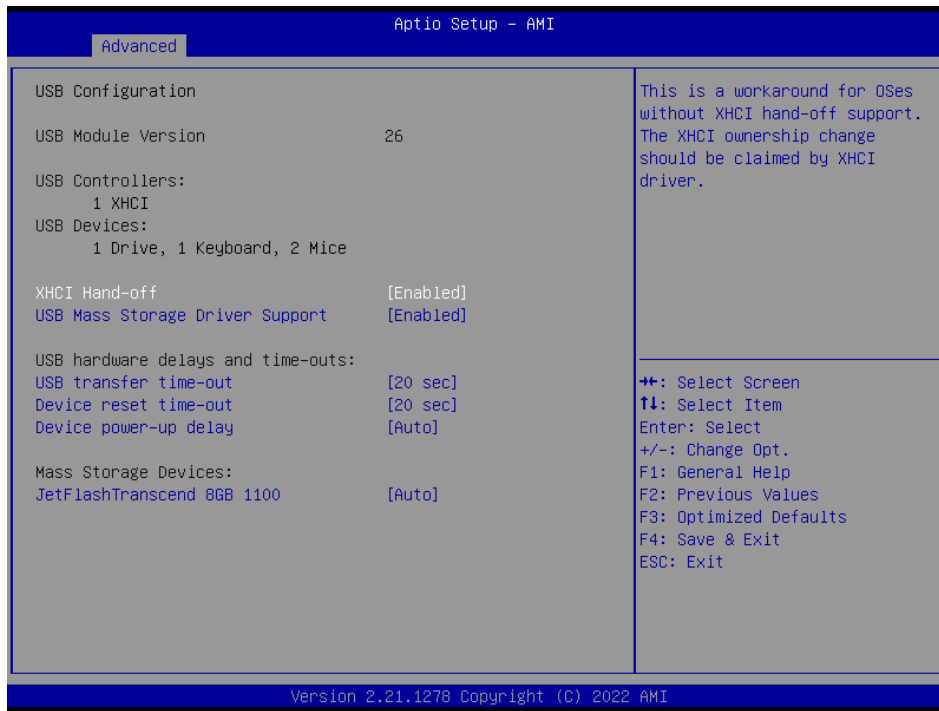 Aptio Setup – AMI
Advanced
USB Configuration
USB Module Version 26
USB Controllers:
1 XHCI
USB Devices:
1 Drive, 1 Keyboard, 2 Mice
XHCI Hand-off [Enabled]
USB Mass Storage Driver Support [Enabled]
USB hardware delays and time-outs:
USB transfer time-out [20 sec]
Device reset time-out [20 sec]
Device power-up delay [Auto]
Mass Storage Devices:
JetFlashTranscend 8GB 1100 [Auto]
This is a workaround for OSes
without XHCI hand-off support.
The XHCI ownership change
should be claimed by XHCI
driver.
→←: Select Screen
↑↓: Select Item
Enter: Select
+/-: Change Opt.
F1: General Help
F2: Previous Values
F3: Optimized Defaults
F4: Save & Exit
ESC: Exit
Version 2.21.1278 Copyright (C) 2022 AMI